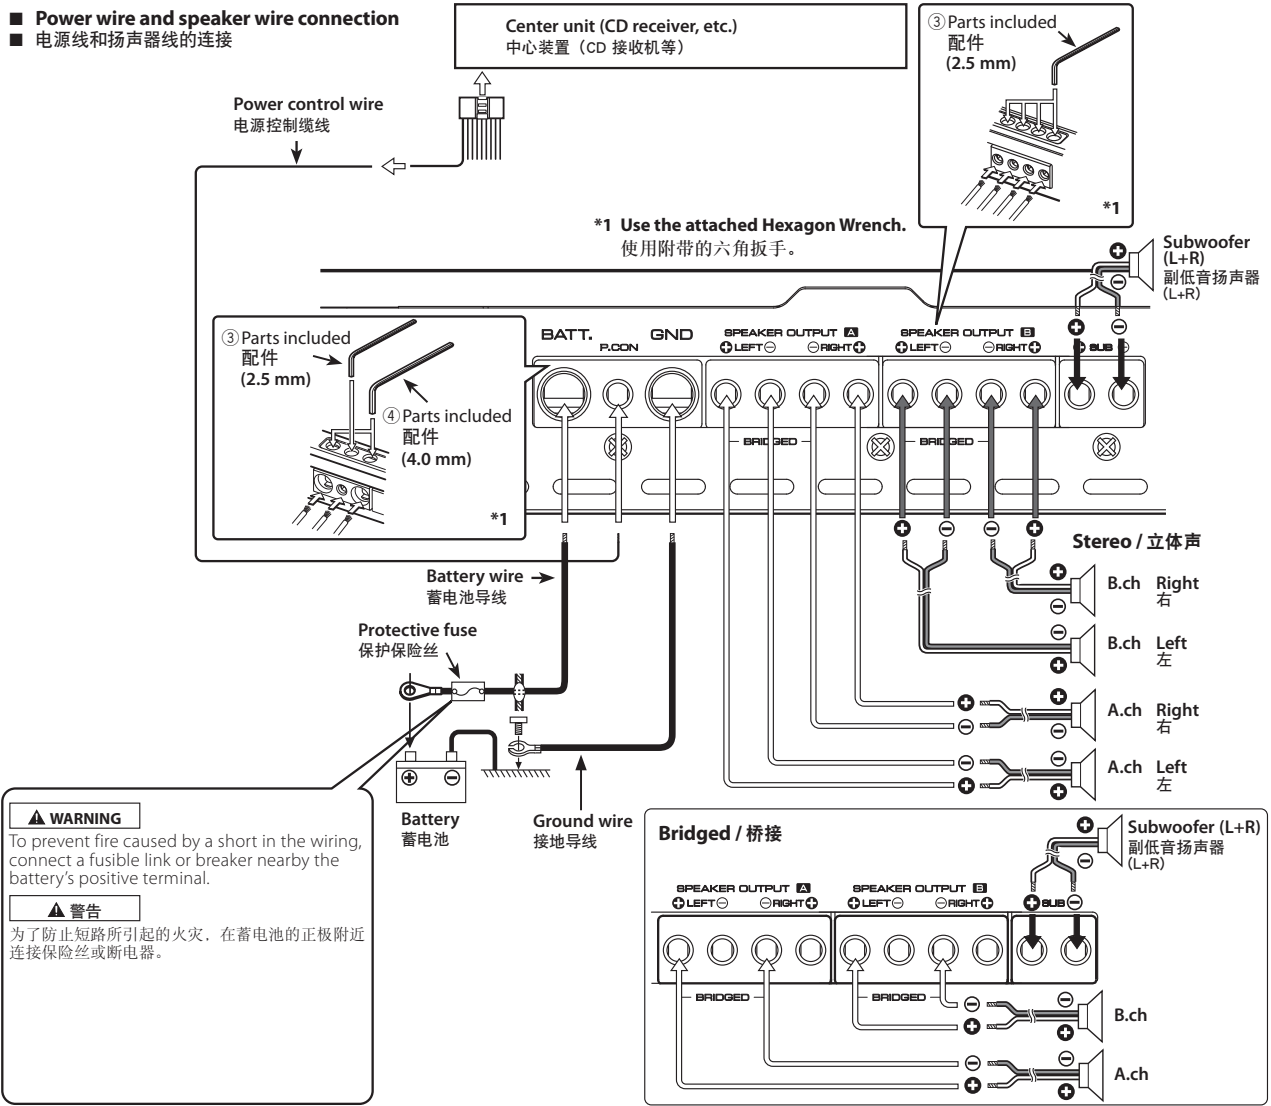 ■ Power wire and speaker wire connection
■ 电源线和扬声器线的连接
Center unit (CD receiver, etc.)
中心装置（CD 接收机等）
③Parts included
配件
(2.5 mm)
*1
Power control wire
电源控制缆线
*1 Use the attached Hexagon Wrench.
使用附带的六角扳手。
Subwoofer
(L+R)
副低音扬声器
(L+R)
③Parts included
配件
(2.5 mm)
④Parts included
配件
(4.0 mm)
*1
BATT.
P.CON
GND
SPEAKER OUTPUT A
⊕LEFT⊖ ⊖RIGHT⊕
SPEAKER OUTPUT B
⊕LEFT⊖ ⊖RIGHT⊕
⊕ SUB ⊖
BRIDGED
BRIDGED
Stereo / 立体声
B.ch Right
右
B.ch Left
左
A.ch Right
右
A.ch Left
左
Battery wire
蓄电池导线
Protective fuse
保护保险丝
Battery
蓄电池
Ground wire
接地导线
⚠ WARNING
To prevent fire caused by a short in the wiring,
connect a fusible link or breaker nearby the
battery's positive terminal.
⚠ 警告
为了防止短路所引起的火灾，在蓄电池的正极附近
连接保险丝或断电器。
Bridged / 桥接
Subwoofer (L+R)
副低音扬声器
(L+R)
SPEAKER OUTPUT A
⊕LEFT⊖ ⊖RIGHT⊕
SPEAKER OUTPUT B
⊕LEFT⊖ ⊖RIGHT⊕
⊕SUB⊖
BRIDGED
BRIDGED
B.ch
A.ch